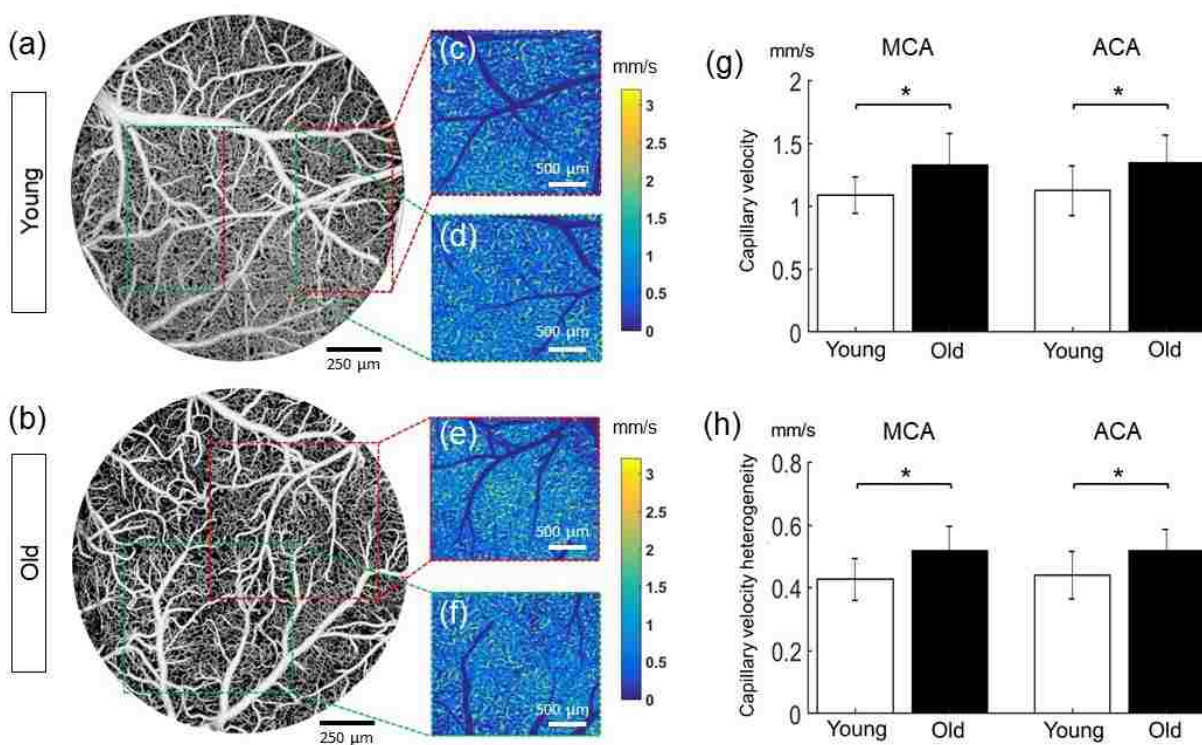 (a)
Young
250 µm
(c)
500 µm
(d)
500 µm
mm/s
3
2.5
2
1.5
1
0.5
0
(b)
Old
250 µm
(e)
500 µm
(f)
500 µm
mm/s
3
2.5
2
1.5
1
0.5
0
(g)
MCA ACA
Capillary velocity
2
1.5
1
0.5
0
* *
Young Old Young Old
(h)
mm/s
MCA ACA
Capillary velocity heterogeneity
0.8
0.6
0.4
0.2
0
* *
Young Old Young Old